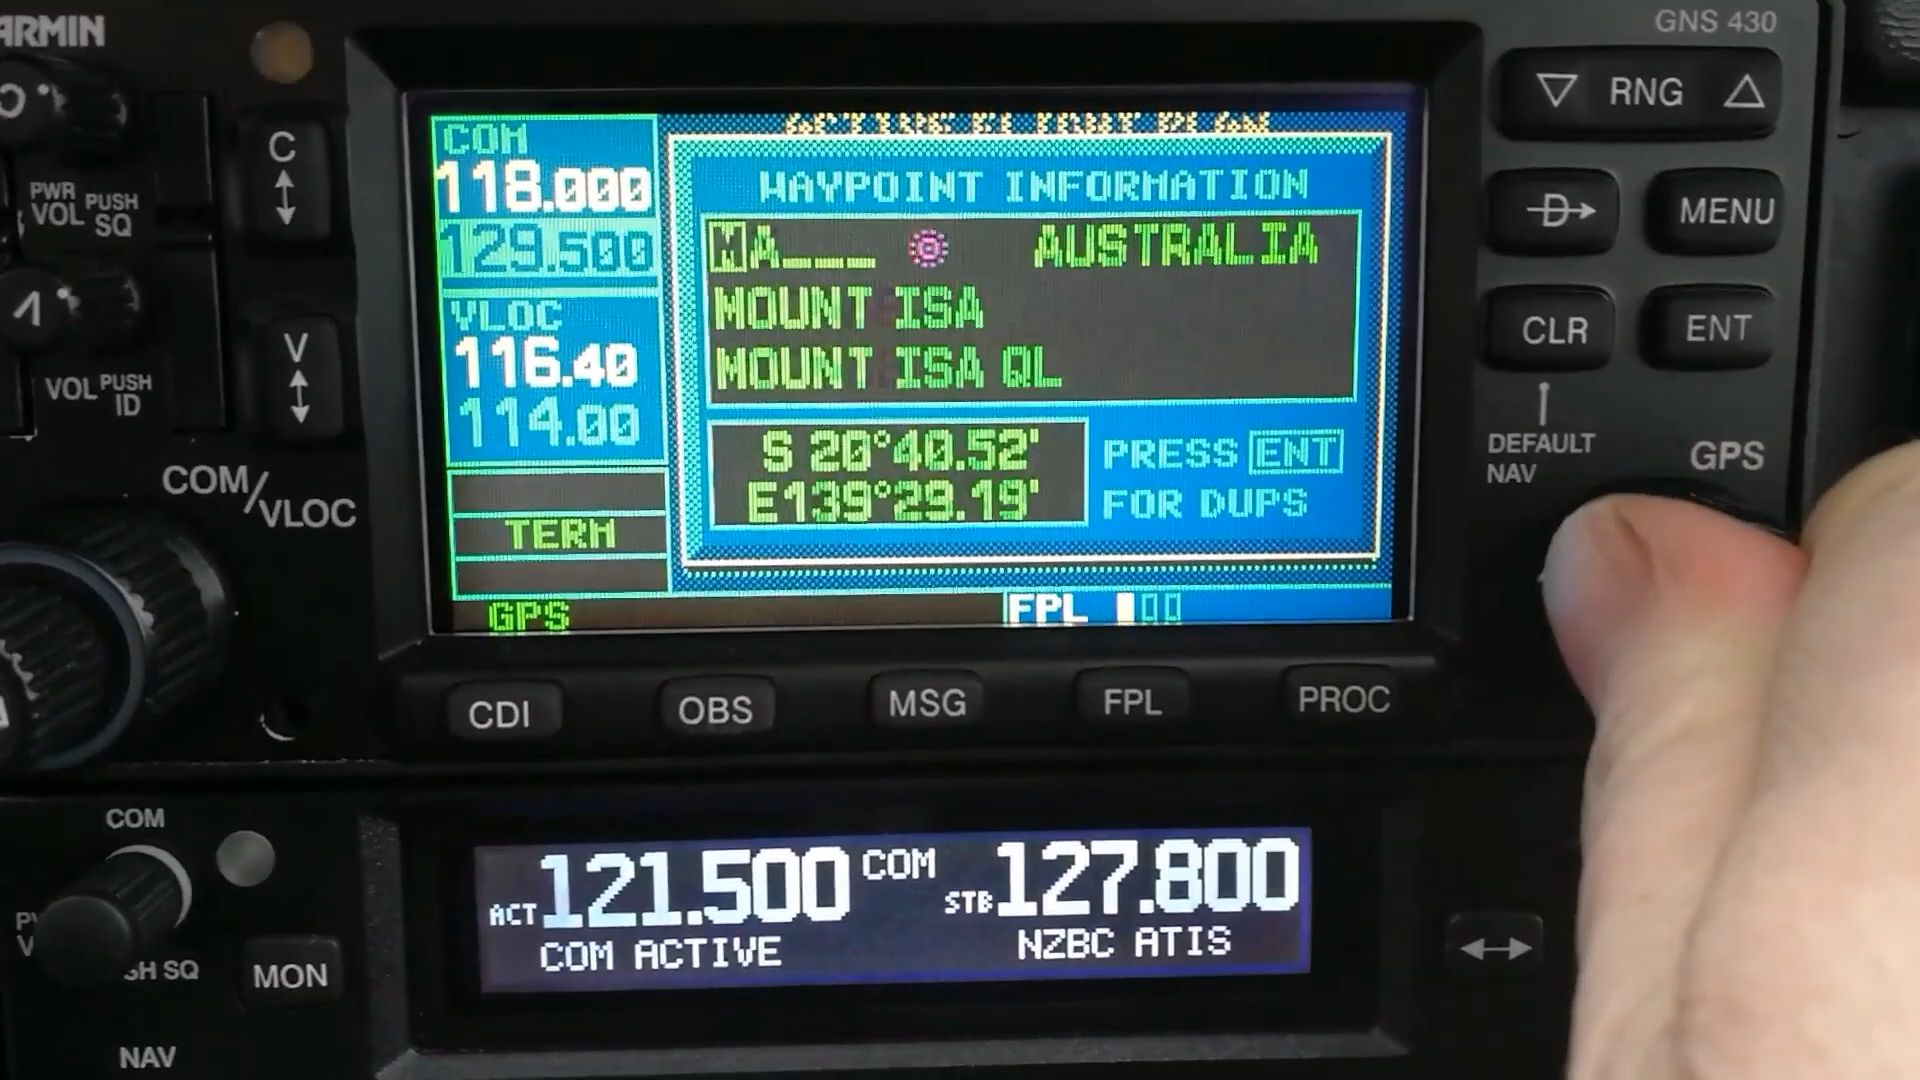 GNS 430
RNG
C
PWR
VOL
PUSH
SQ
MENU
V
CLR
ENT
VOL
PUSH
ID
DEFAULT
NAV
GPS
COM/VLOC
COM
118.000
129.500
VLOC
116.40
114.00
TERM
GPS
WAYPOINT INFORMATION
AUSTRALIA
MOUNT ISA
MOUNT ISA QL
S 20°40.52'
E139°29.19'
PRESS ENT
FOR DUPS
FPL
CDI
OBS
MSG
FPL
PROC
COM
ACT 121.500 COM
STB 127.800
COM ACTIVE
NZBC ATIS
SQ
MON
NAV